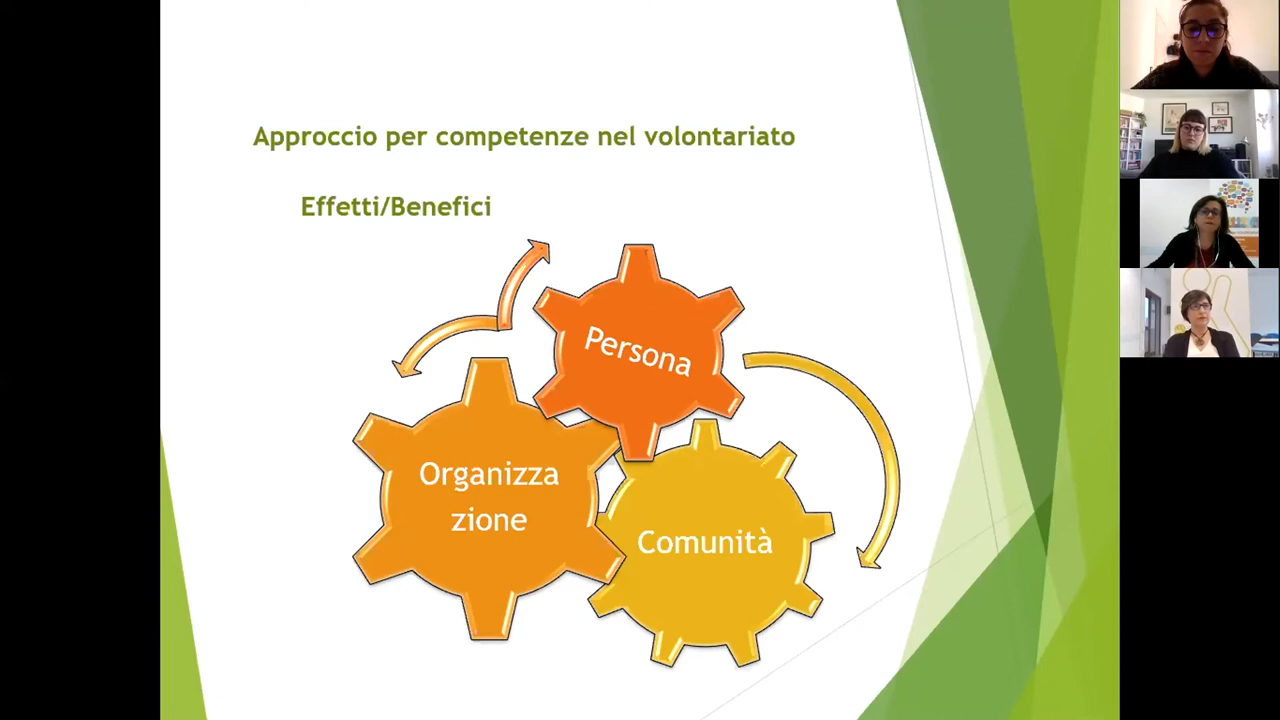 Approccio per competenze nel volontariato
Effetti/Benefici
Persona
Organizza
zione
Comunità